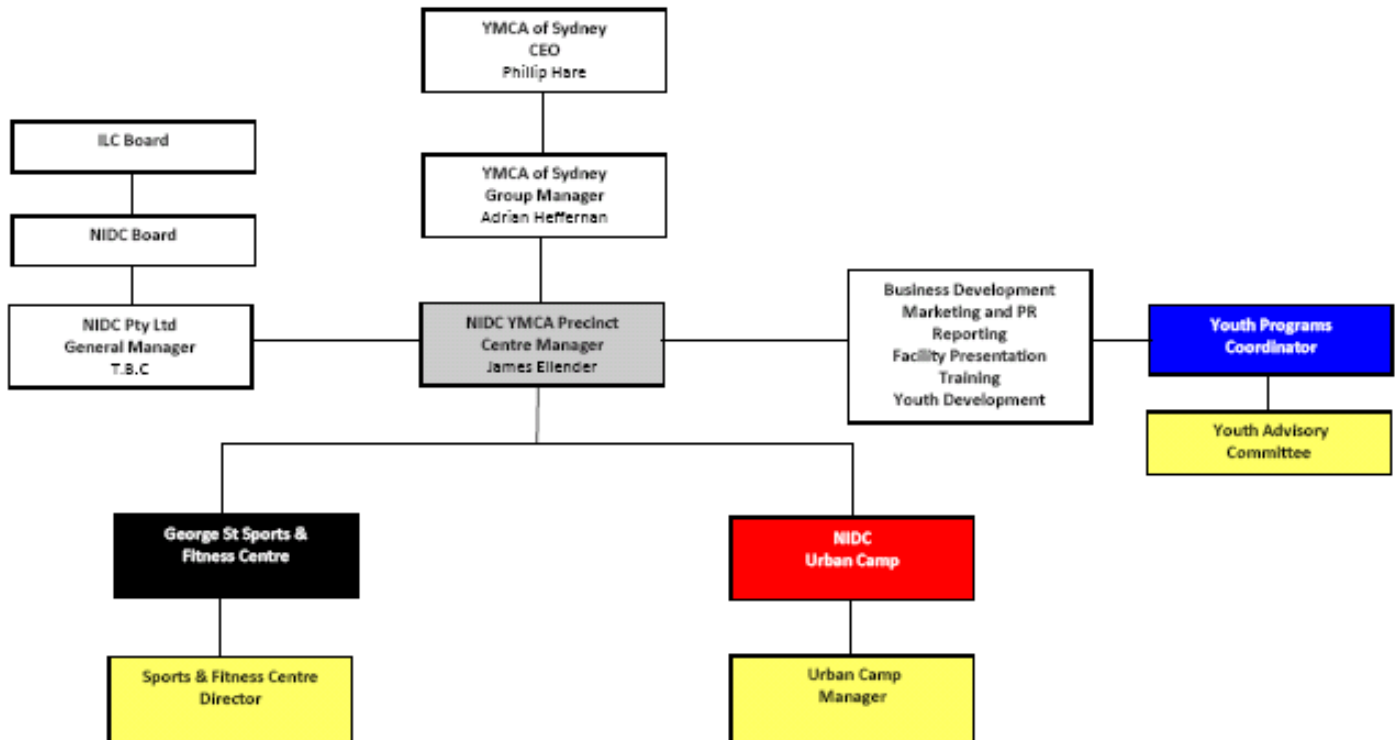 YMCA of Sydney
CEO
Phillip Hare
ILC Board
YMCA of Sydney
Group Manager
Adrian Heffernan
NIDC Board
NIDC Pty Ltd
General Manager
T.B.C
NIDC YMCA Precinct
Centre Manager
James Ellender
Business Development
Marketing and PR
Reporting
Facility Presentation
Training
Youth Development
Youth Programs
Coordinator
Youth Advisory
Committee
George St Sports &
Fitness Centre
NIDC
Urban Camp
Sports & Fitness Centre
Director
Urban Camp
Manager